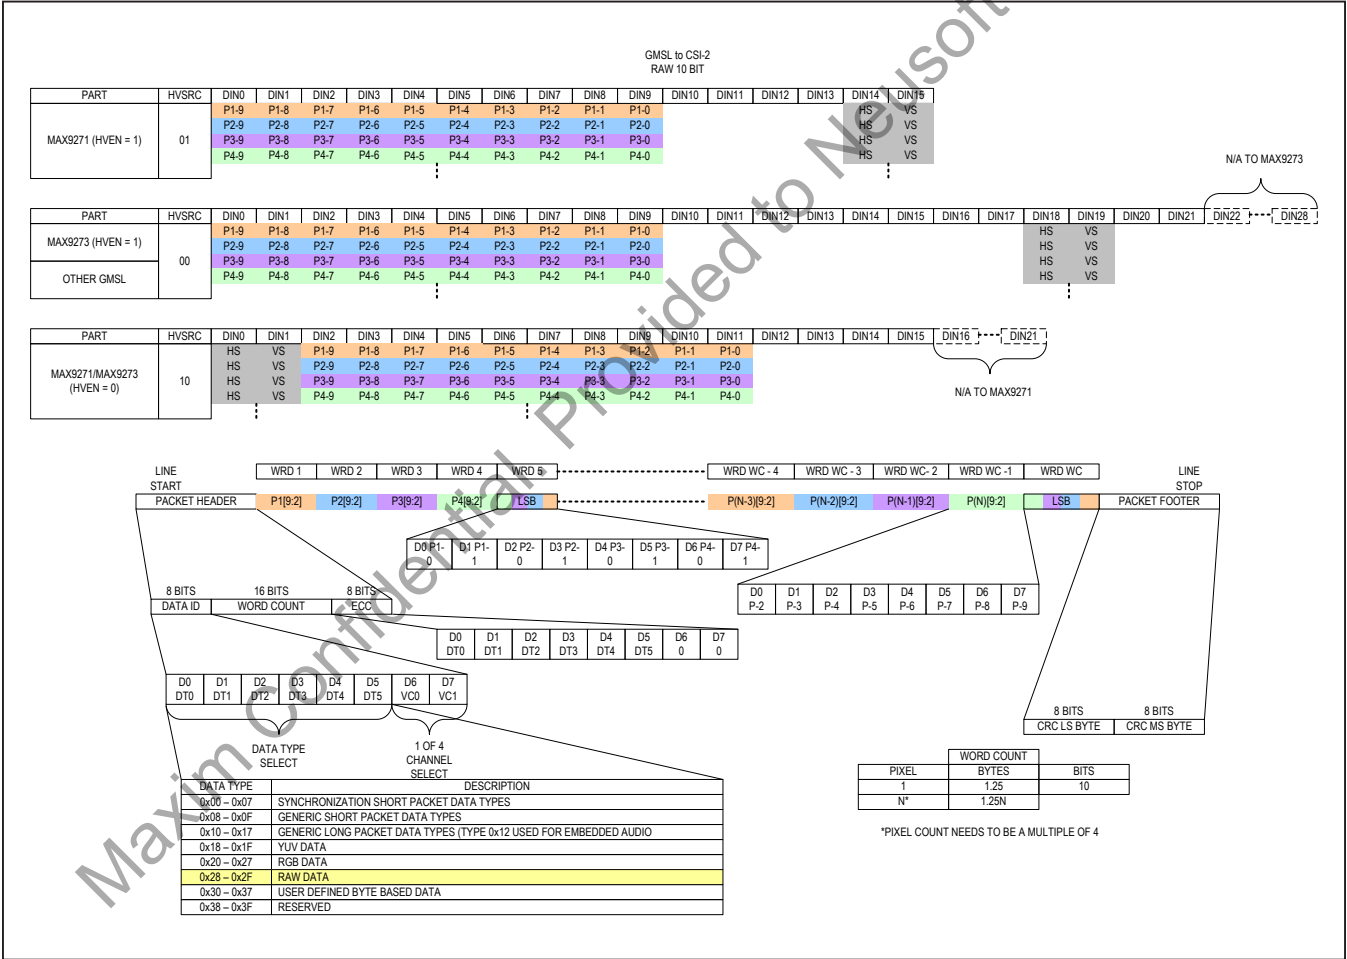 GMSL to CSI-2
RAW 10 BIT
PART HVSRC DIN0 DIN1 DIN2 DIN3 DIN4 DIN5 DIN6 DIN7 DIN8 DIN9 DIN10 DIN11 DIN12 DIN13 DIN14 DIN15
P1-9 P1-8 P1-7 P1-6 P1-5 P1-4 P1-3 P1-2 P1-1 P1-0 HS VS
P2-9 P2-8 P2-7 P2-6 P2-5 P2-4 P2-3 P2-2 P2-1 P2-0 HS VS
MAX9271 (HVEN = 1) 01 P3-9 P3-8 P3-7 P3-6 P3-5 P3-4 P3-3 P3-2 P3-1 P3-0 HS VS
P4-9 P4-8 P4-7 P4-6 P4-5 P4-4 P4-3 P4-2 P4-1 P4-0 HS VS
N/A TO MAX9273
PART HVSRC DIN0 DIN1 DIN2 DIN3 DIN4 DIN5 DIN6 DIN7 DIN8 DIN9 DIN10 DIN11 DIN12 DIN13 DIN14 DIN15 DIN16 DIN17 DIN18 DIN19 DIN20 DIN21 DIN22 DIN28
P1-9 P1-8 P1-7 P1-6 P1-5 P1-4 P1-3 P1-2 P1-1 P1-0 HS VS
MAX9273 (HVEN = 1) P2-9 P2-8 P2-7 P2-6 P2-5 P2-4 P2-3 P2-2 P2-1 P2-0 HS VS
00 P3-9 P3-8 P3-7 P3-6 P3-5 P3-4 P3-3 P3-2 P3-1 P3-0 HS VS
OTHER GMSL P4-9 P4-8 P4-7 P4-6 P4-5 P4-4 P4-3 P4-2 P4-1 P4-0 HS VS
PART HVSRC DIN0 DIN1 DIN2 DIN3 DIN4 DIN5 DIN6 DIN7 DIN8 DIN9 DIN10 DIN11 DIN12 DIN13 DIN14 DIN15 DIN16 DIN21
HS VS P1-9 P1-8 P1-7 P1-6 P1-5 P1-4 P1-3 P1-2 P1-1 P1-0
MAX9271/MAX9273 HS VS P2-9 P2-8 P2-7 P2-6 P2-5 P2-4 P2-3 P2-2 P2-1 P2-0
(HVEN = 0) 10 HS VS P3-9 P3-8 P3-7 P3-6 P3-5 P3-4 P3-3 P3-2 P3-1 P3-0
HS VS P4-9 P4-8 P4-7 P4-6 P4-5 P4-4 P4-3 P4-2 P4-1 P4-0
N/A TO MAX9271
LINE START WRD 1 WRD 2 WRD 3 WRD 4 WRD 5 WRD WC - 4 WRD WC - 3 WRD WC- 2 WRD WC -1 WRD WC LINE STOP
PACKET HEADER P1[9:2] P2[9:2] P3[9:2] P4[9:2] LSB P(N-3)[9:2] P(N-2)[9:2] P(N-1)[9:2] P(N)[9:2] LSB PACKET FOOTER
D0 P1- D1 P1- D2 P2- D3 P2- D4 P3- D5 P3- D6 P4- D7 P4-
0 1 0 1 0 1 0 1
D0 D1 D2 D3 D4 D5 D6 D7
P-2 P-3 P-4 P-5 P-6 P-7 P-8 P-9
8 BITS 16 BITS 8 BITS
DATA ID WORD COUNT ECC
D0 D1 D2 D3 D4 D5 D6 D7
DT0 DT1 DT2 DT3 DT4 DT5 0 0
D0 D1 D2 D3 D4 D5 D6 D7
DT0 DT1 DT2 DT3 DT4 DT5 VC0 VC1
8 BITS 8 BITS
CRC LS BYTE CRC MS BYTE
DATA TYPE
SELECT
1 OF 4
CHANNEL
SELECT
WORD COUNT
PIXEL BYTES BITS
1 1.25 10
N* 1.25N
*PIXEL COUNT NEEDS TO BE A MULTIPLE OF 4
DATA TYPE DESCRIPTION
0x00 – 0x07 SYNCHRONIZATION SHORT PACKET DATA TYPES
0x08 – 0x0F GENERIC SHORT PACKET DATA TYPES
0x10 – 0x17 GENERIC LONG PACKET DATA TYPES (TYPE 0x12 USED FOR EMBEDDED AUDIO
0x18 – 0x1F YUV DATA
0x20 – 0x27 RGB DATA
0x28 – 0x2F RAW DATA
0x30 – 0x37 USER DEFINED BYTE BASED DATA
0x38 – 0x3F RESERVED
Maxim Confidential. Provided to Neusoft